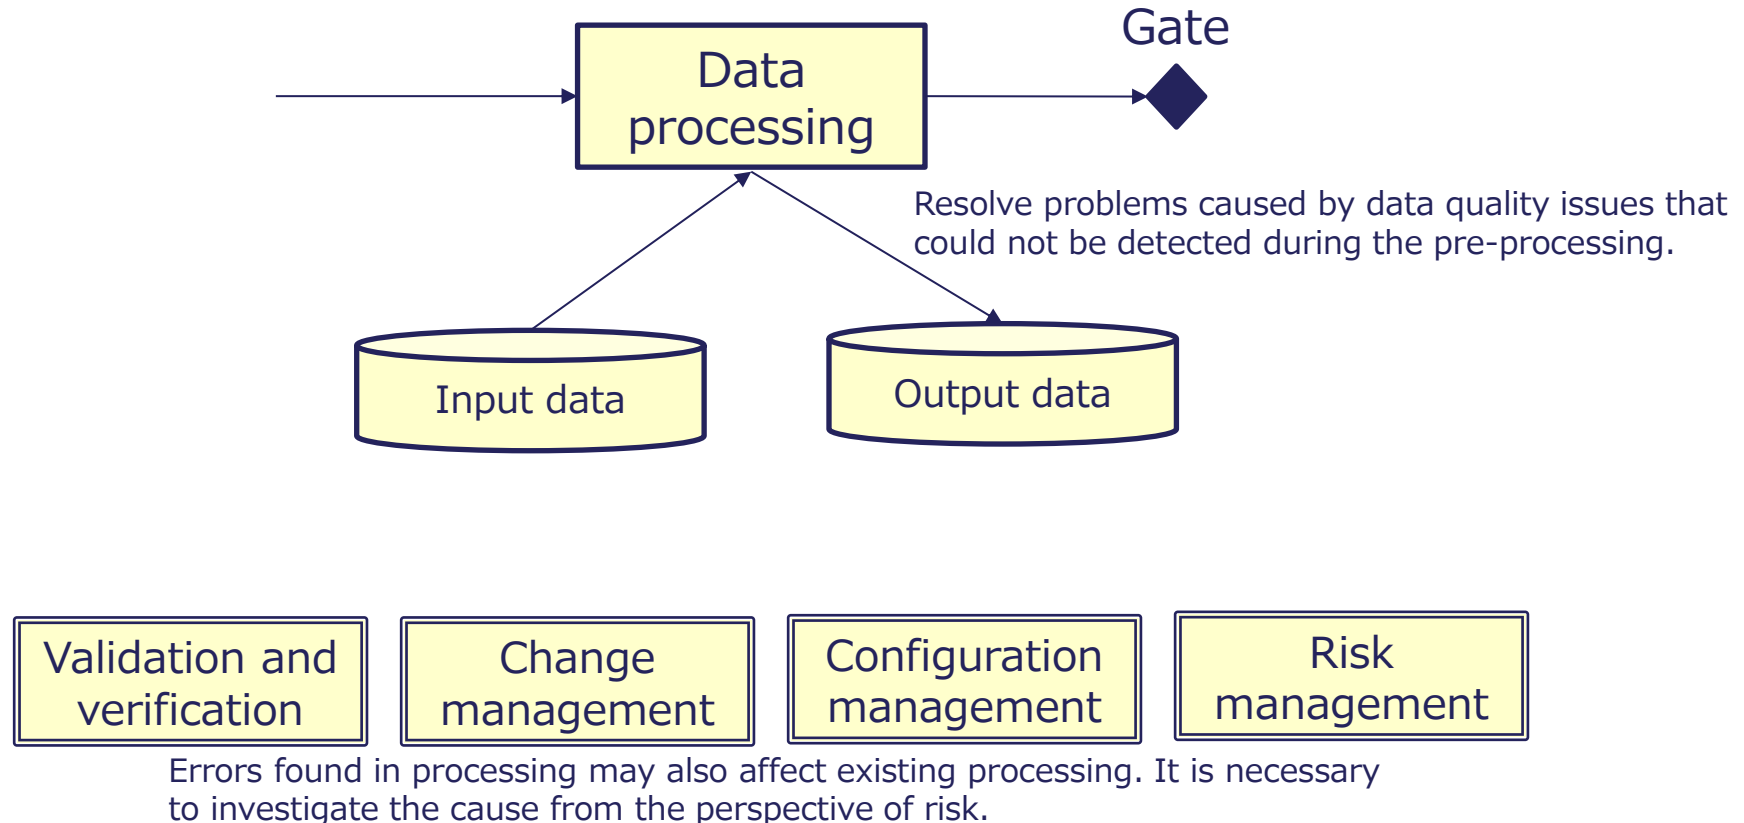 Gate
Data
processing
Resolve problems caused by data quality issues that
could not be detected during the pre-processing.
Input data
Output data
Validation and
verification
Change
management
Configuration
management
Risk
management
Errors found in processing may also affect existing processing. It is necessary
to investigate the cause from the perspective of risk.